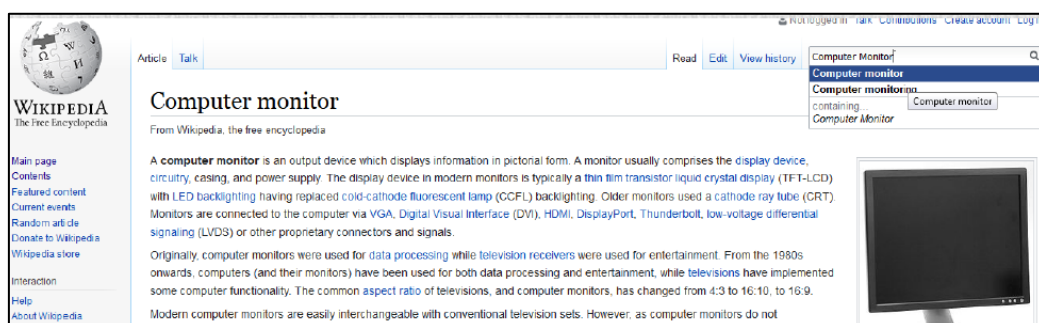 Not logged in Talk Contributions Create account Log i
Article Talk
Read Edit View history
Computer Monitor
Computer monitor
Computer monitoring
Computer monitor
containing...
Computer Monitor
WIKIPEDIA
The Free Encyclopedia
Main page
Contents
Featured content
Current events
Random article
Donate to Wikipedia
Wikipedia store
Interaction
Help
About Wikipedia
Computer monitor
From Wikipedia, the free encyclopedia
A computer monitor is an output device which displays information in pictorial form. A monitor usually comprises the display device,
circuitry, casing, and power supply. The display device in modern monitors is typically a thin film transistor liquid crystal display (TFT-LCD)
with LED backlighting having replaced cold-cathode fluorescent lamp (CCFL) backlighting. Older monitors used a cathode ray tube (CRT).
Monitors are connected to the computer via VGA, Digital Visual Interface (DVI), HDMI, DisplayPort, Thunderbolt, low-voltage differential
signaling (LVDS) or other proprietary connectors and signals.
Originally, computer monitors were used for data processing while television receivers were used for entertainment. From the 1980s
onwards, computers (and their monitors) have been used for both data processing and entertainment, while televisions have implemented
some computer functionality. The common aspect ratio of televisions, and computer monitors, has changed from 4:3 to 16:10, to 16:9.
Modern computer monitors are easily interchangeable with conventional television sets. However, as computer monitors do not